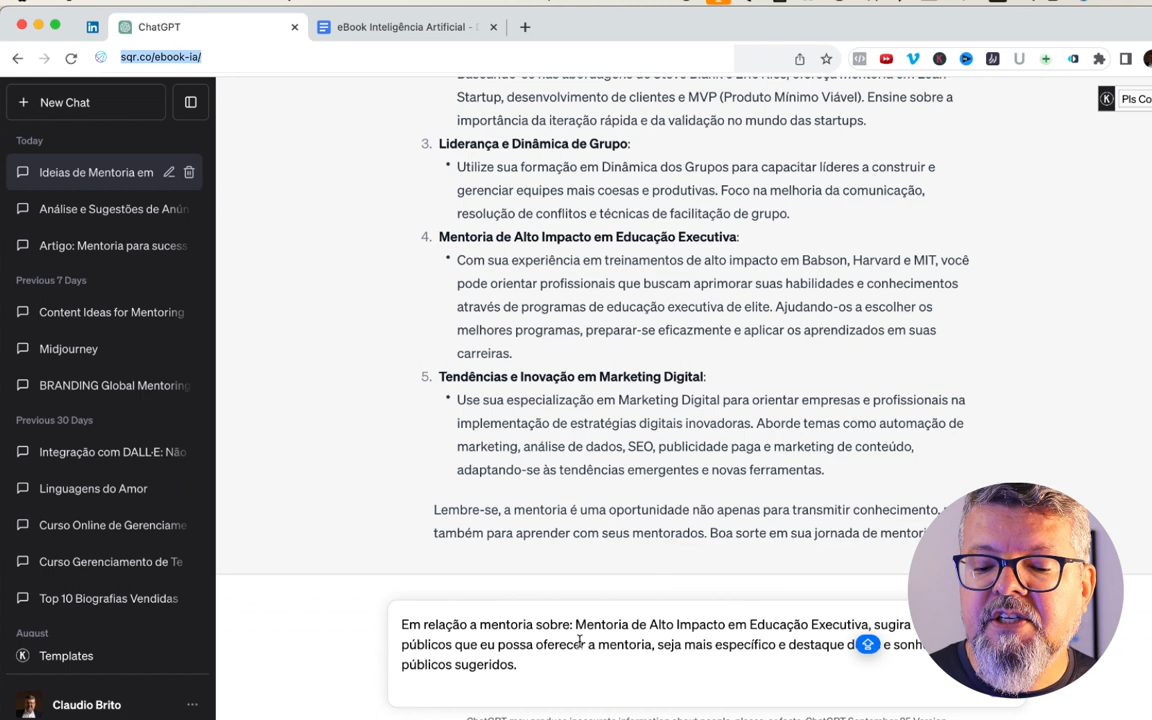 ChatGPT
eBook Inteligência Artificial - D
sqr.co/ebook-ia/
New Chat
Pls Co
Today
Ideias de Mentoria em
Análise e Sugestões de Anún
Artigo: Mentoria para sucess
Previous 7 Days
Content Ideas for Mentoring
Midjourney
BRANDING Global Mentoring
Previous 30 Days
Integração com DALL·E: Não
Linguagens do Amor
Curso Online de Gerenciame
Curso Gerenciamento de Te
Top 10 Biografias Vendidas
August
Templates
Claudio Brito
Startup, desenvolvimento de clientes e MVP (Produto Mínimo Viável). Ensine sobre a
importância da iteração rápida e da validação no mundo das startups.
3. Liderança e Dinâmica de Grupo:
Utilize sua formação em Dinâmica dos Grupos para capacitar líderes a construir e
gerenciar equipes mais coesas e produtivas. Foco na melhoria da comunicação,
resolução de conflitos e técnicas de facilitação de grupo.
4. Mentoria de Alto Impacto em Educação Executiva:
Com sua experiência em treinamentos de alto impacto em Babson, Harvard e MIT, você
pode orientar profissionais que buscam aprimorar suas habilidades e conhecimentos
através de programas de educação executiva de elite. Ajudando-os a escolher os
melhores programas, preparar-se eficazmente e aplicar os aprendizados em suas
carreiras.
5. Tendências e Inovação em Marketing Digital:
Use sua especialização em Marketing Digital para orientar empresas e profissionais na
implementação de estratégias digitais inovadoras. Aborde temas como automação de
marketing, análise de dados, SEO, publicidade paga e marketing de conteúdo,
adaptando-se às tendências emergentes e novas ferramentas.
Lembre-se, a mentoria é uma oportunidade não apenas para transmitir conhecimento,
também para aprender com seus mentorados. Boa sorte em sua jornada de mentori
Em relação a mentoria sobre: Mentoria de Alto Impacto em Educação Executiva, sugira
públicos que eu possa oferecer a mentoria, seja mais específico e destaque d e sonh
públicos sugeridos.